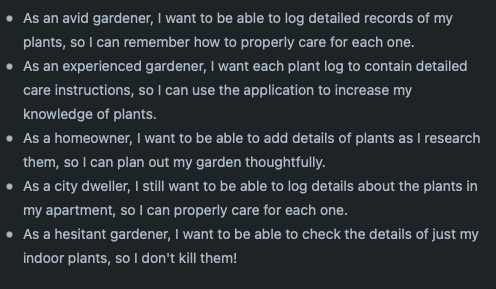 • As an avid gardener, I want to be able to log detailed records of my
plants, so I can remember how to properly care for each one.
• As an experienced gardener, I want each plant log to contain detailed
care instructions, so I can use the application to increase my
knowledge of plants.
• As a homeowner, I want to be able to add details of plants as I research
them, so I can plan out my garden thoughtfully.
• As a city dweller, I still want to be able to log details about the plants in
my apartment, so I can properly care for each one.
• As a hesitant gardener, I want to be able to check the details of just my
indoor plants, so I don't kill them!